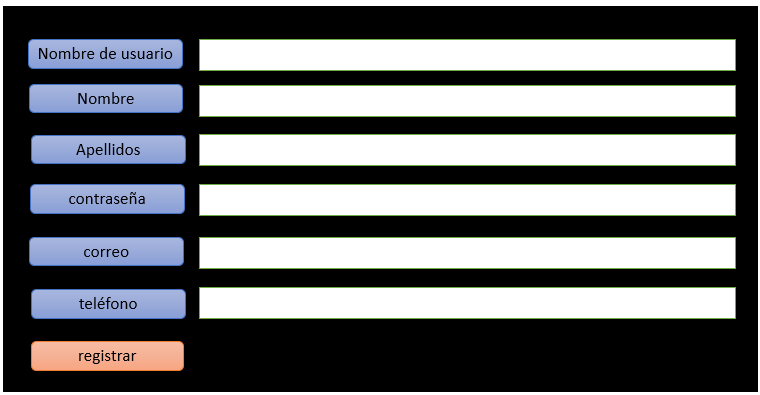 Nombre de usuario
Nombre
Apellidos
contraseña
correo
teléfono
registrar